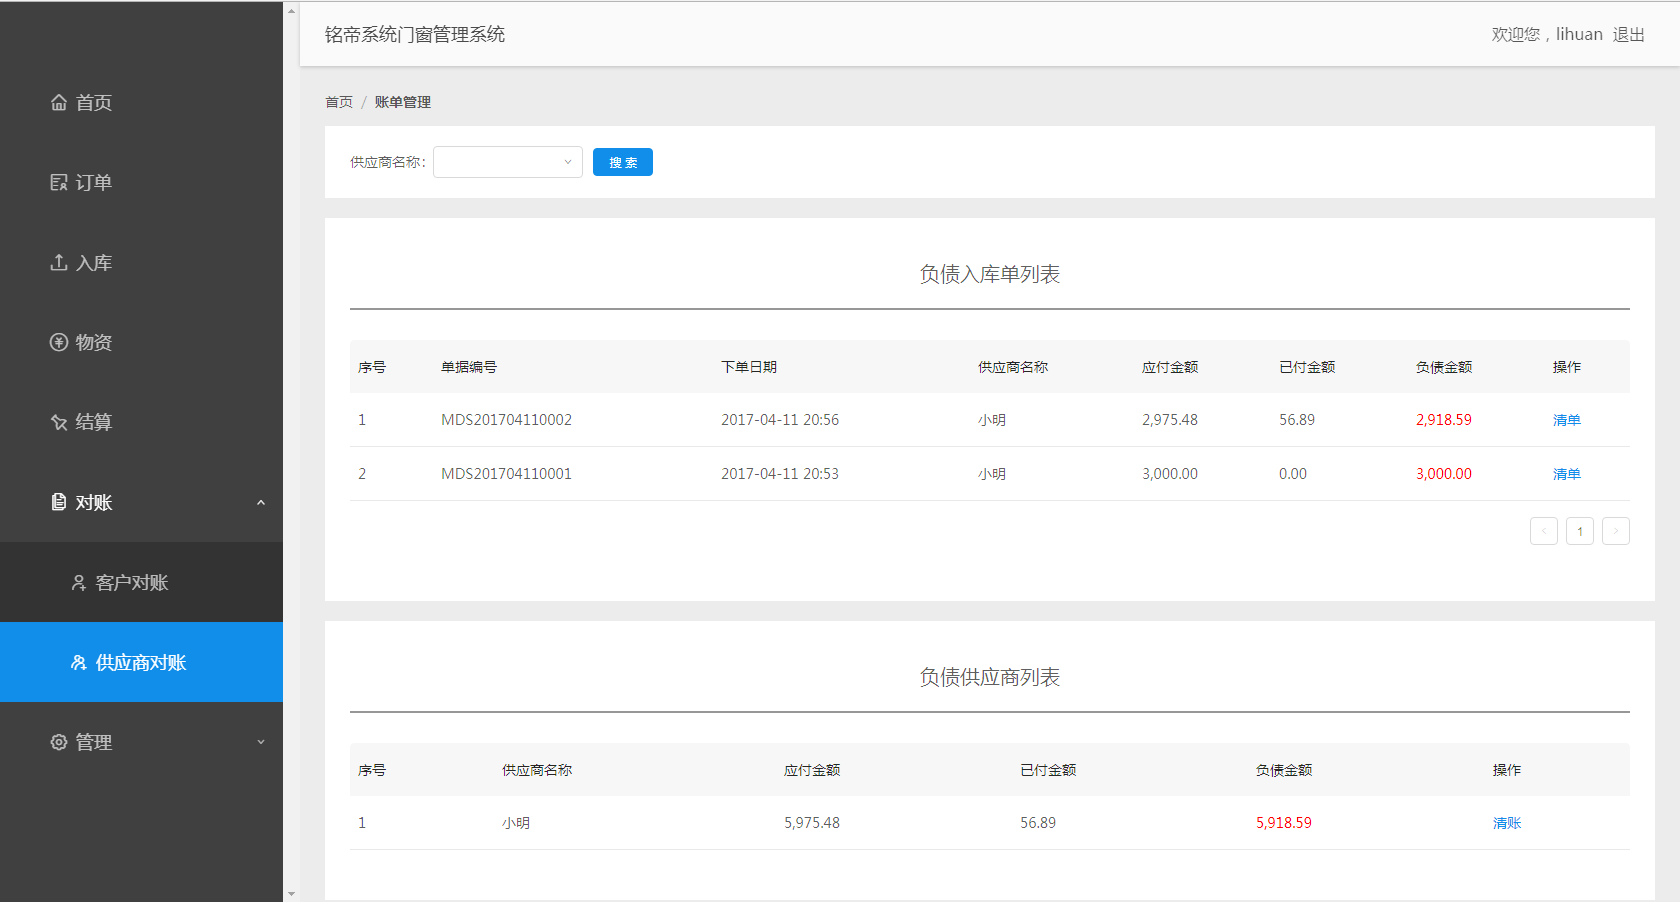 铭帝系统门窗管理系统
欢迎您，lihuan 退出
首页
订单
入库
物资
结算
对账
客户对账
供应商对账
管理
首页 / 账单管理
供应商名称:
搜 索
负债入库单列表
序号 单据编号 下单日期 供应商名称 应付金额 已付金额 负债金额 操作
1 MDS201704110002 2017-04-11 20:56 小明 2,975.48 56.89 2,918.59 清单
2 MDS201704110001 2017-04-11 20:53 小明 3,000.00 0.00 3,000.00 清单
< 1 >
负债供应商列表
序号 供应商名称 应付金额 已付金额 负债金额 操作
1 小明 5,975.48 56.89 5,918.59 清账